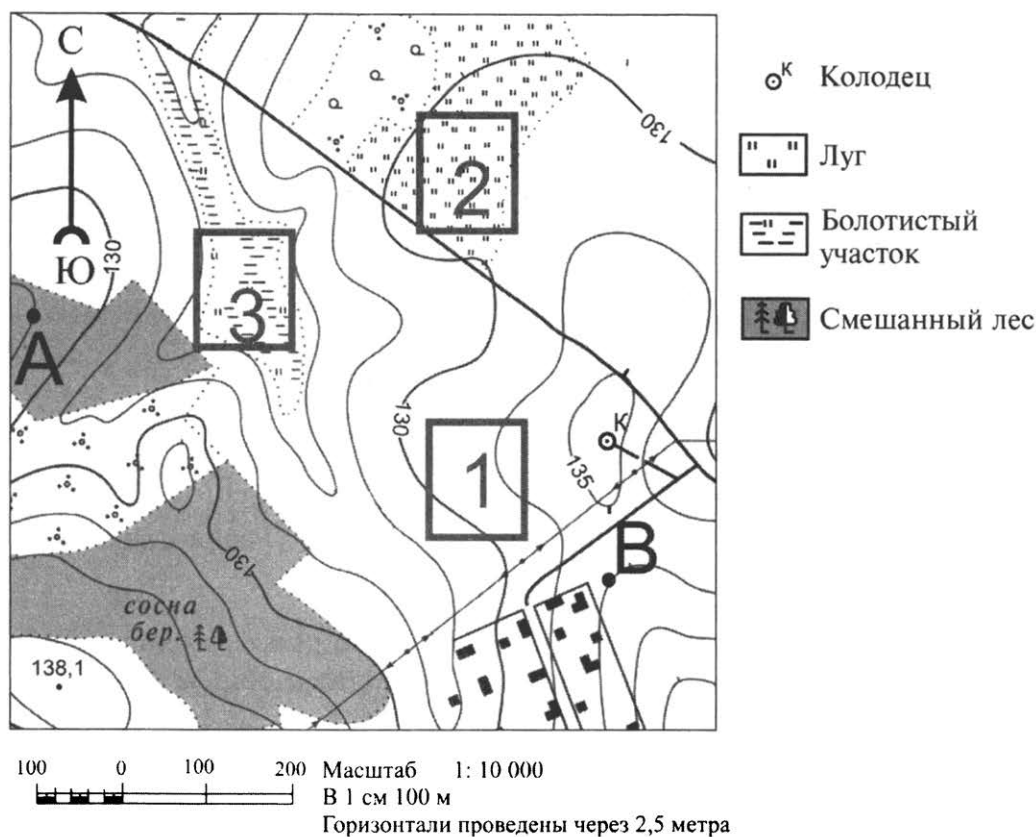 С
Ю
130
А
3
2
130
130
1
К
135
В
130
сосна
бер.
138,1
К Колодец
Луг
Болотистый
участок
Смешанный лес
100 0 100 200 Масштаб 1: 10 000
В 1 см 100 м
Горизонтали проведены через 2,5 метра